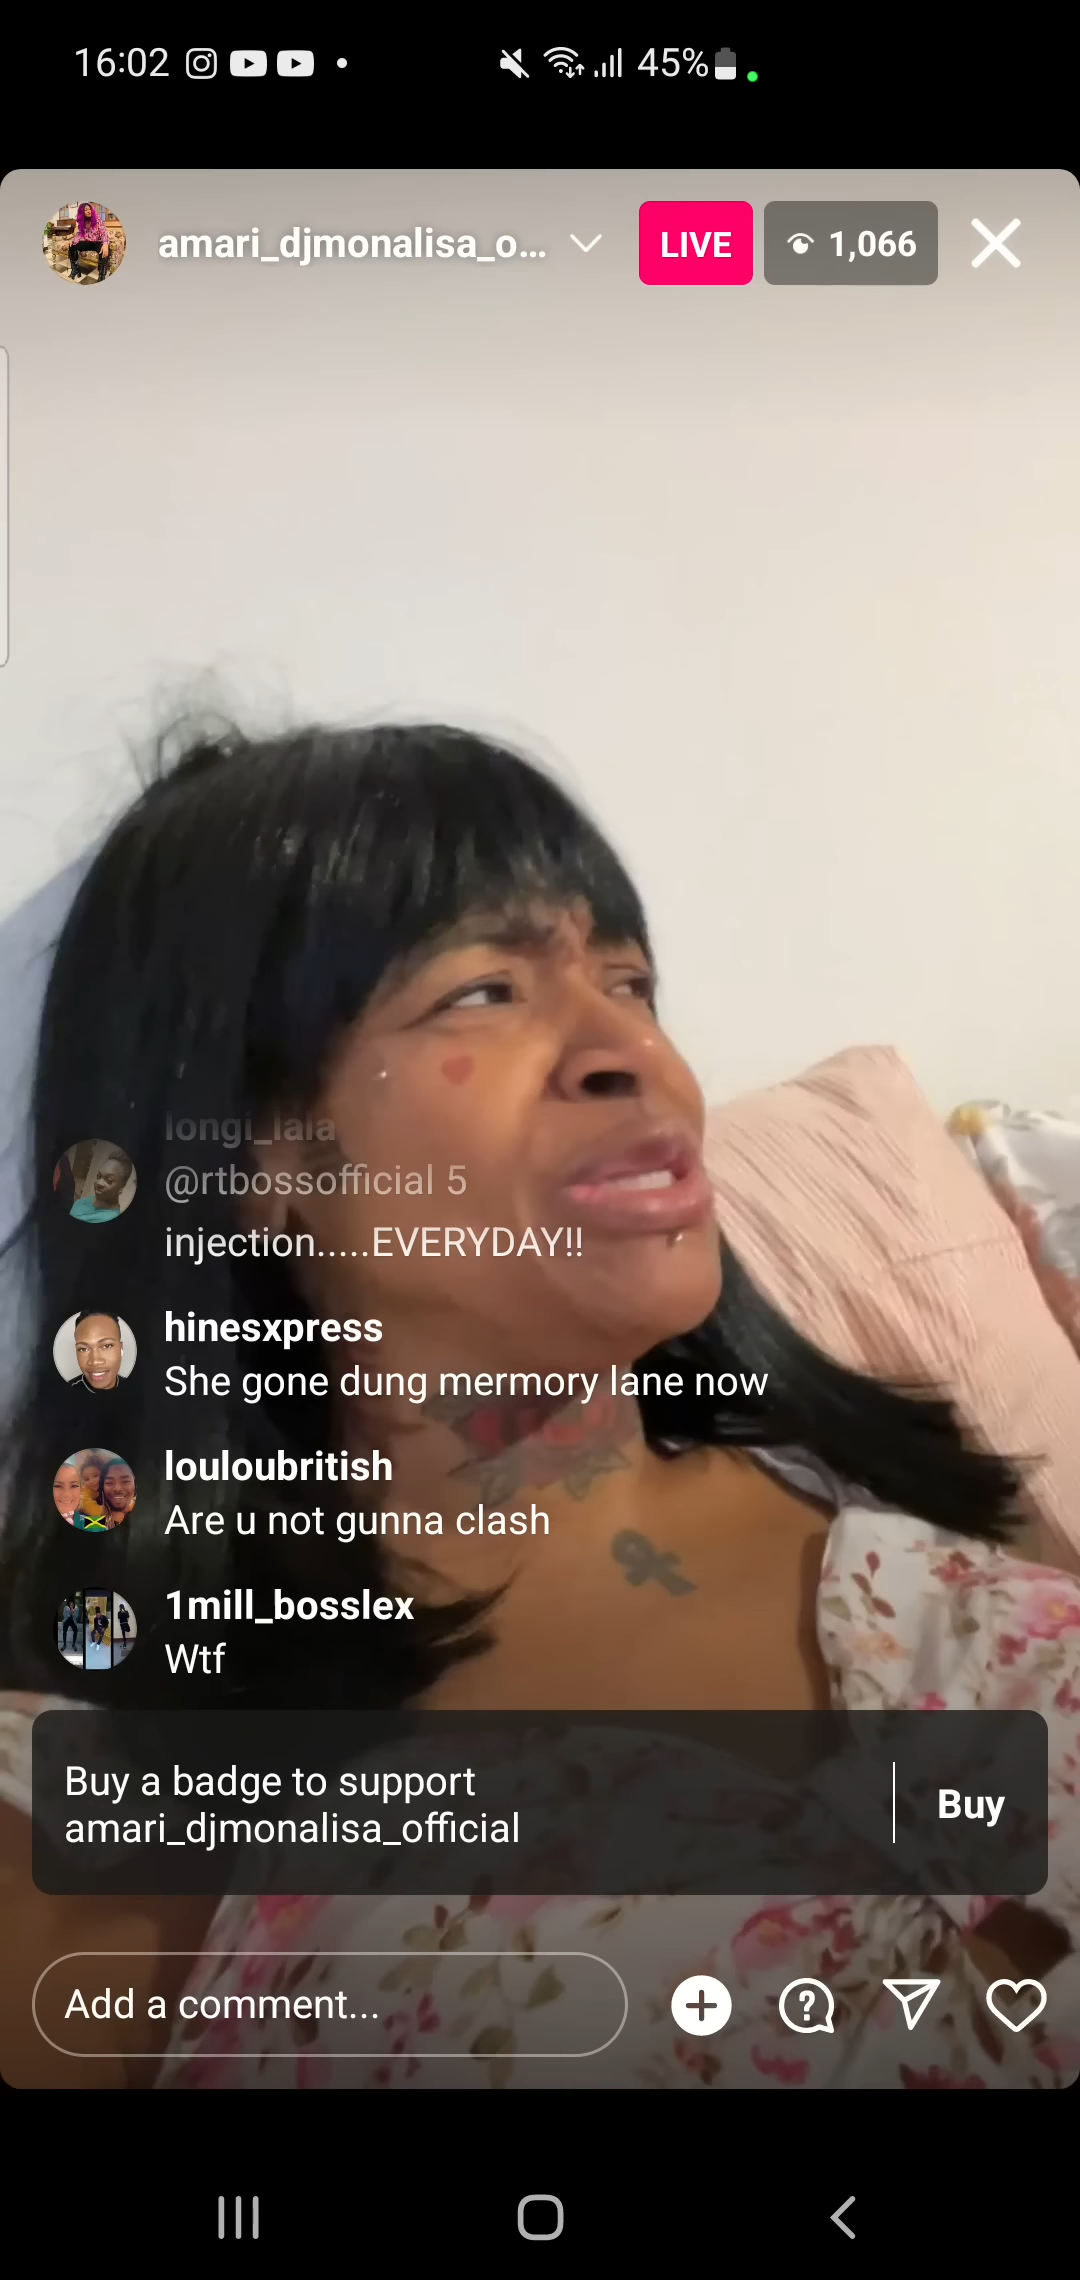 16:02 45%
amari_djmonalisa_o... LIVE 1,066
longi_lala
@rtbossofficial 5
injection.....EVERYDAY!!
hinesxpress
She gone dung mermory lane now
louloubritish
Are u not gunna clash
1mill_bosslex
Wtf
Buy a badge to support
amari_djmonalisa_official
Buy
Add a comment...